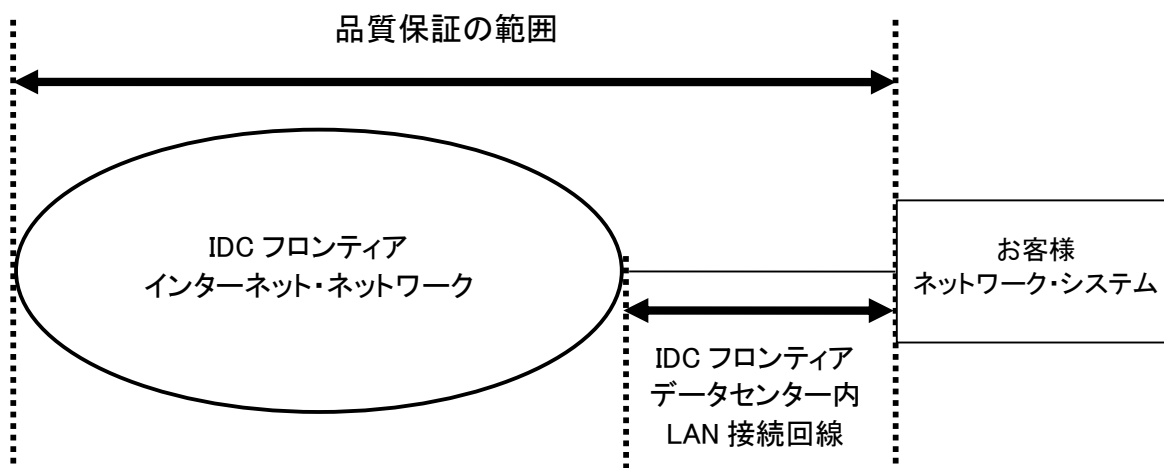 品質保証の範囲
IDC フロンティア
インターネット・ネットワーク
お客様
ネットワーク・システム
IDC フロンティア
データセンター内
LAN 接続回線